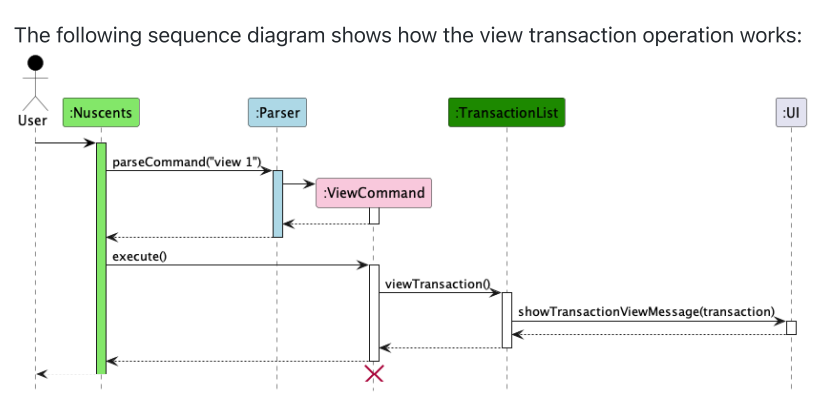 The following sequence diagram shows how the view transaction operation works:
User
:Nuscents
:Parser
:TransactionList
:UI
parseCommand("view 1")
:ViewCommand
execute()
viewTransaction()
showTransactionViewMessage(transaction)